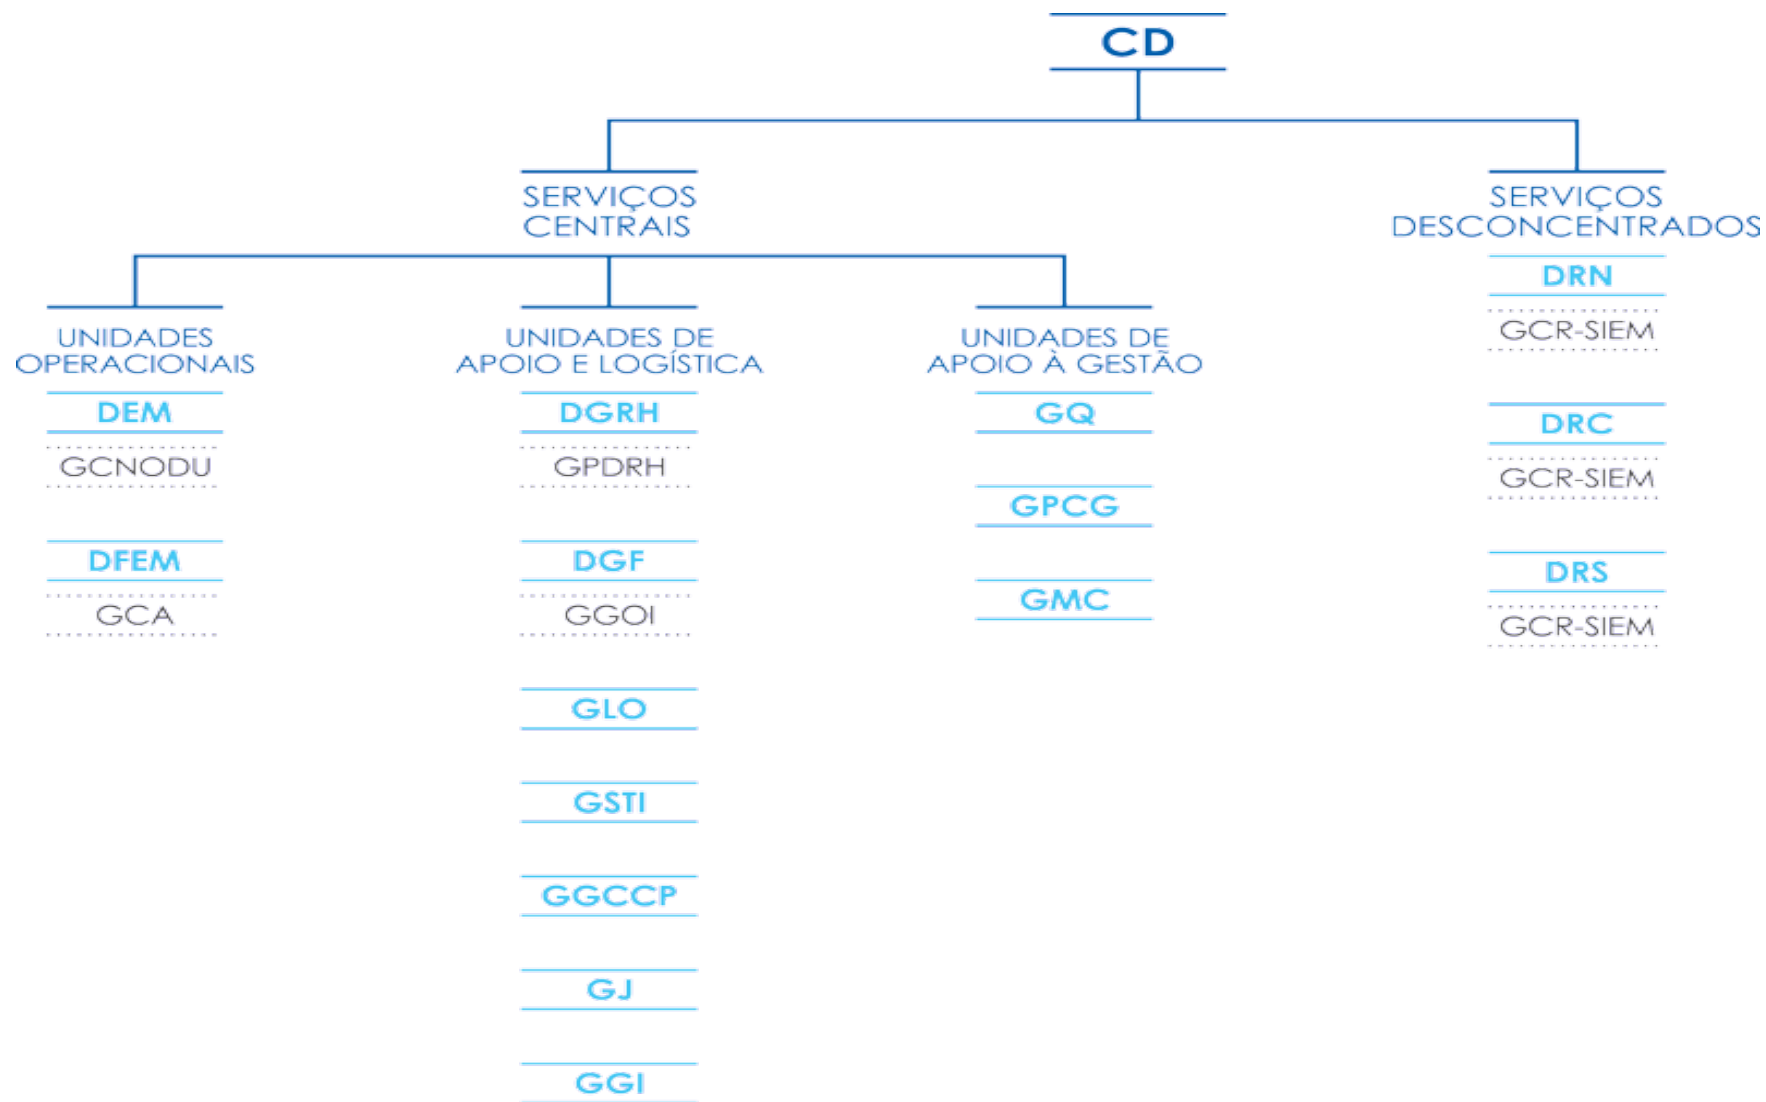 CD
SERVIÇOS
CENTRAIS
UNIDADES
OPERACIONAIS
DEM
GCNODU
DFEM
GCA
UNIDADES DE
APOIO E LOGÍSTICA
DGRH
GPDRH
DGF
GGOI
GLO
GSTI
GGCCP
GJ
GGI
UNIDADES DE
APOIO À GESTÃO
GQ
GPCG
GMC
SERVIÇOS
DESCONCENTRADOS
DRN
GCR-SIEM
DRC
GCR-SIEM
DRS
GCR-SIEM